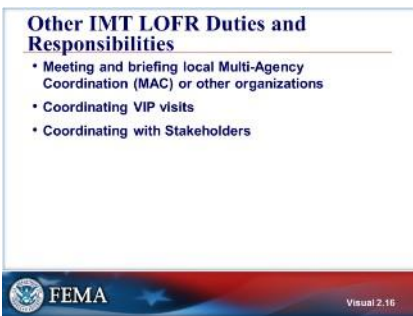 Other IMT LOFR Duties and
Responsibilities
• Meeting and briefing local Multi-Agency
Coordination (MAC) or other organizations
• Coordinating VIP visits
• Coordinating with Stakeholders
FEMA
Visual 2.16